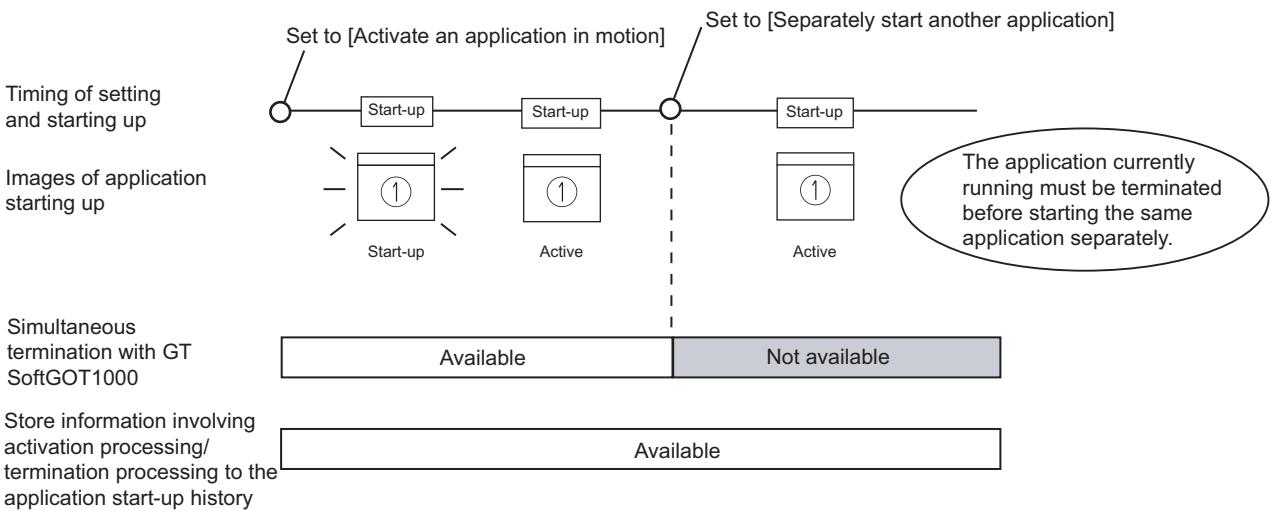 Set to [Separately start another application]
Set to [Activate an application in motion]
Timing of setting
and starting up
Start-up
Start-up
Start-up
Images of application
starting up
1
1
1
The application currently
running must be terminated
before starting the same
application separately.
Start-up
Active
Active
Simultaneous
termination with GT
SoftGOT1000
Available
Not available
Store information involving
activation processing/
termination processing to the
application start-up history
Available